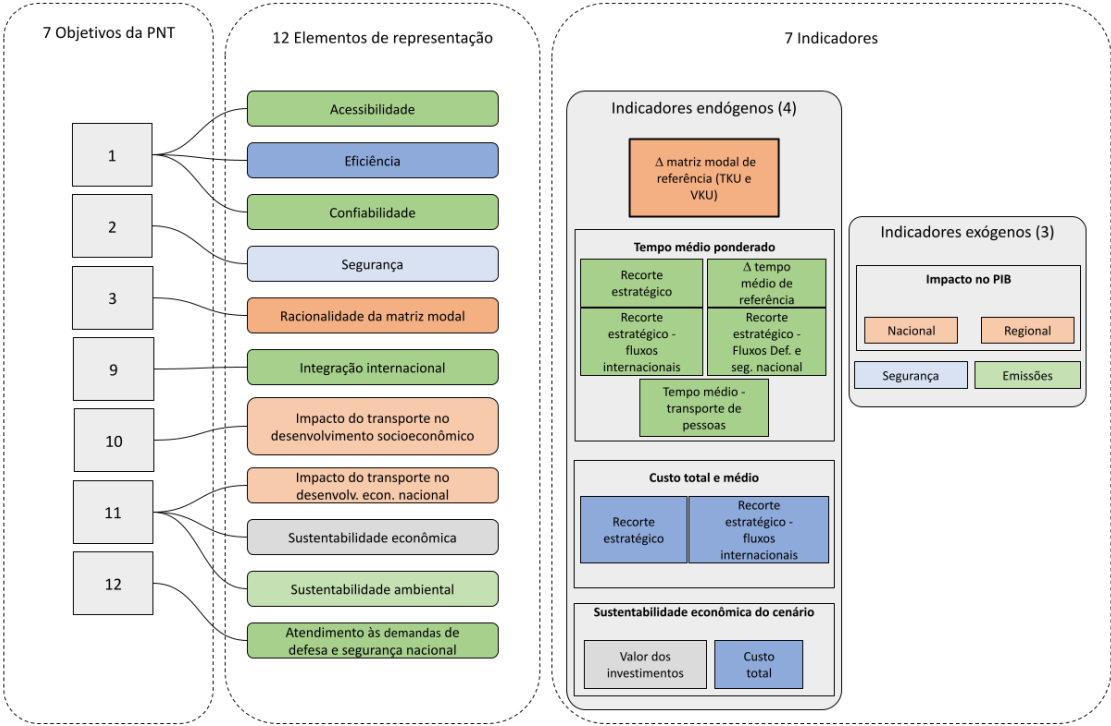 7 Objetivos da PNT
1
2
3
9
10
11
12
12 Elementos de representação
Acessibilidade
Eficiência
Confiabilidade
Segurança
Racionalidade da matriz modal
Integração internacional
Impacto do transporte no
desenvolvimento socioeconômico
Impacto do transporte no
desenvolv. econ. nacional
Sustentabilidade econômica
Sustentabilidade ambiental
Atendimento às demandas de
defesa e segurança nacional
7 Indicadores
Indicadores endógenos (4)
Δ matriz modal de
referência (TKU e
VKU)
Tempo médio ponderado
Recorte
estratégico
Δ tempo
médio de
referência
Recorte
estratégico -
fluxos
internacionais
Recorte
estratégico -
Fluxos Def. e
seg. nacional
Tempo médio -
transporte de
pessoas
Custo total e médio
Recorte
estratégico
Recorte
estratégico -
fluxos
internacionais
Sustentabilidade econômica do cenário
Valor dos
investimentos
Custo
total
Indicadores exógenos (3)
Impacto no PIB
Nacional
Regional
Segurança
Emissões